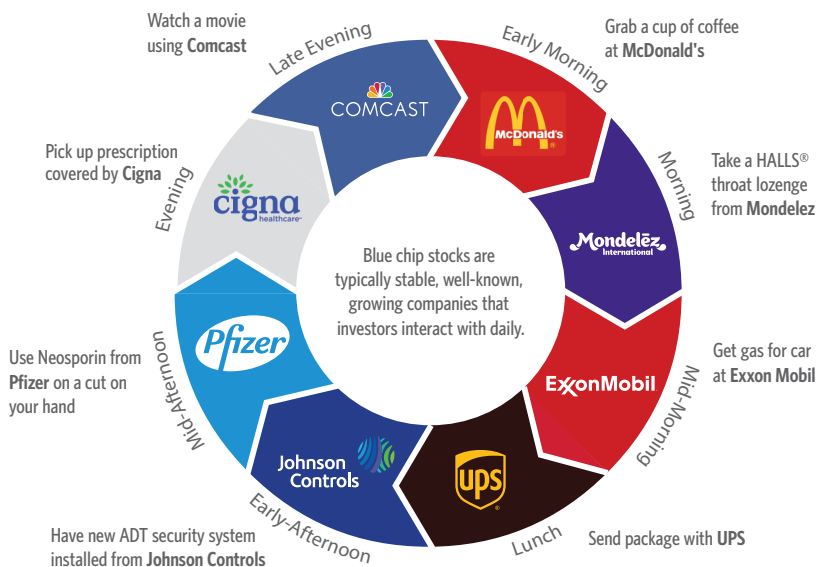 Early Morning
Grab a cup of coffee
at McDonald's
McDonald's
®
Morning
Take a HALLS®
throat lozenge
from Mondelez
Mondelēz
International
Mid-Morning
Get gas for car
at Exxon Mobil
ExxonMobil
Lunch
Send package with UPS
ups
®
Early-Afternoon
Have new ADT security system
installed from Johnson Controls
Johnson
Controls
Mid-Afternoon
Use Neosporin from
Pfizer on a cut on
your hand
Pfizer
Evening
Pick up prescription
covered by Cigna
cigna
healthcare
Late Evening
Watch a movie
using Comcast
COMCAST
Blue chip stocks are
typically stable, well-known,
growing companies that
investors interact with daily.